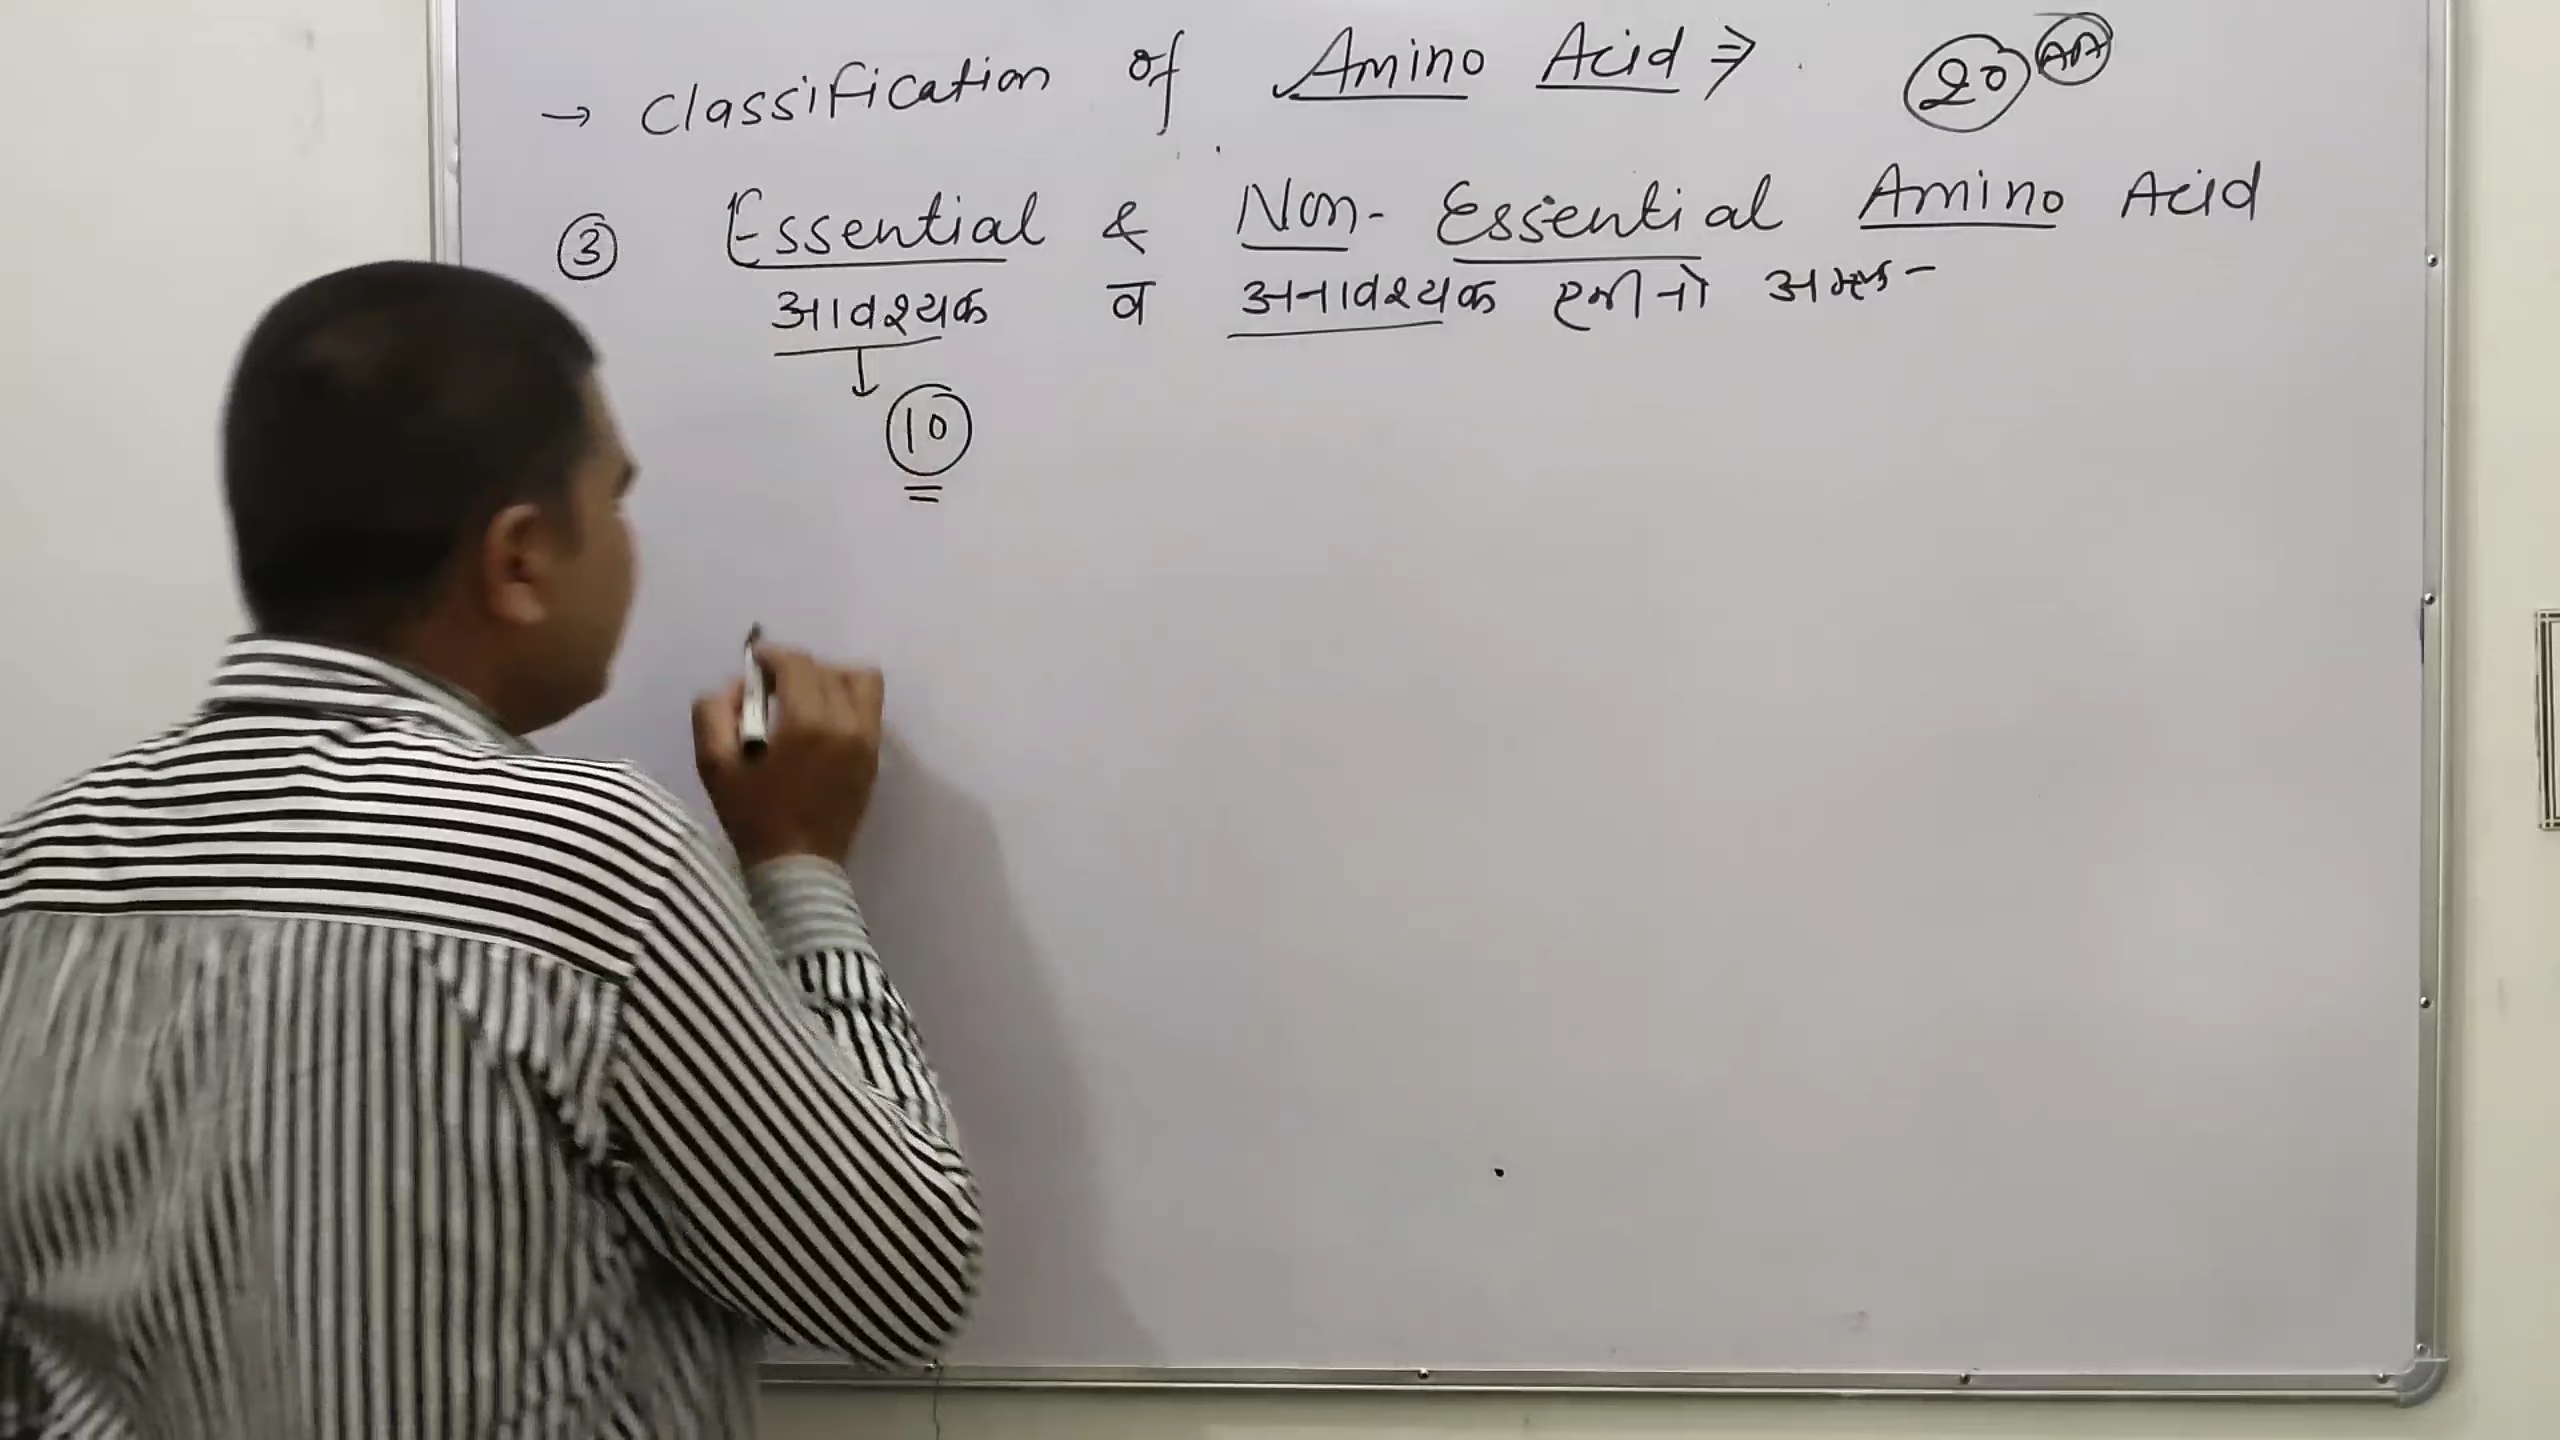 → Classification of Amino Acid ⇒ 20 AA
③ Essential & Non-Essential Amino Acid
आवश्यक व अनावश्यक एमीनो अम्ल-
↓
10